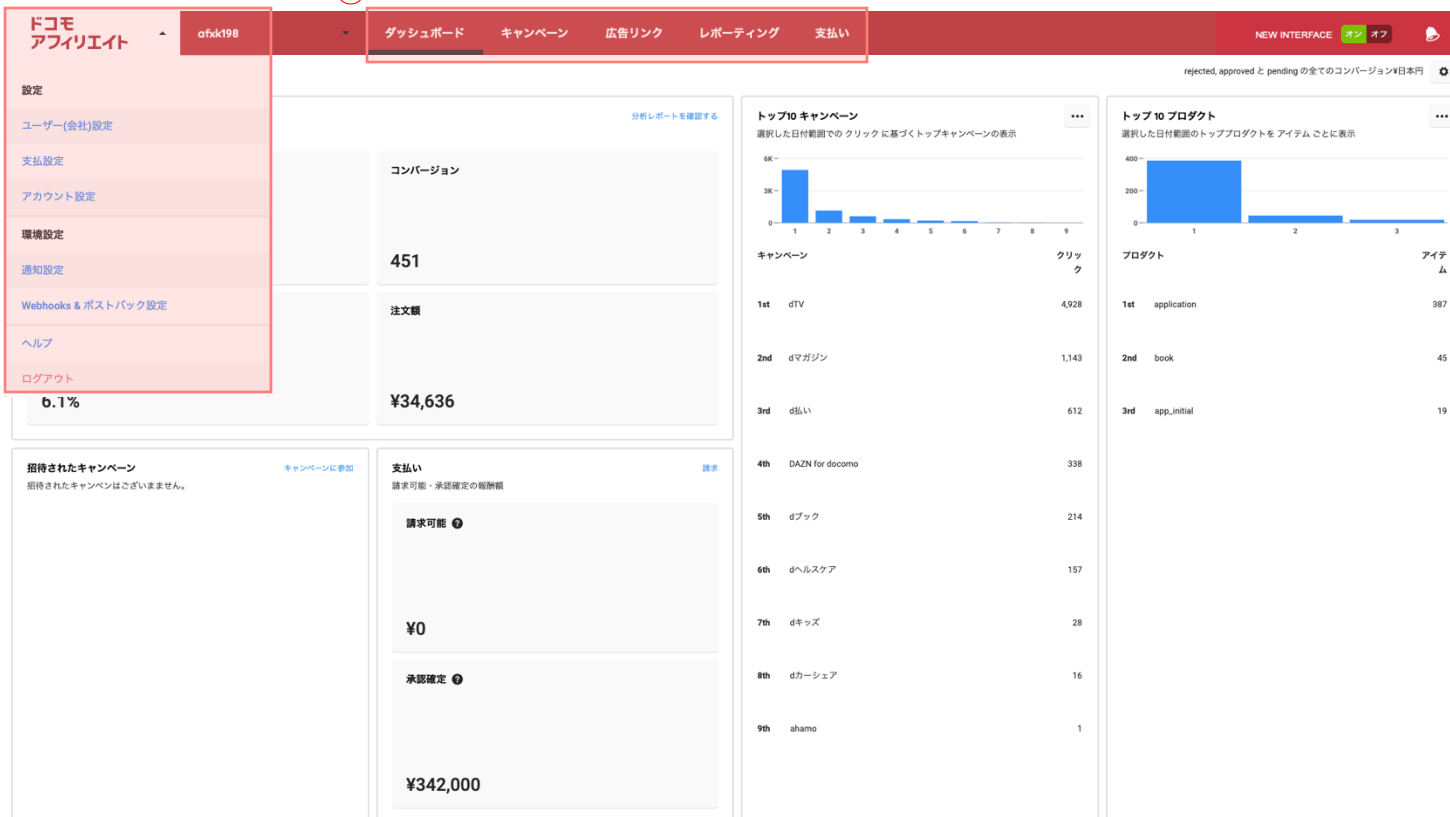 ドコモ
アフィリエイト
afxk198
ダッシュボード キャンペーン 広告リンク レポーティング 支払い
NEW INTERFACE オン オフ
rejected, approved と pending の全てのコンバージョン¥日本円
設定
ユーザー(会社)設定
支払設定
アカウント設定
環境設定
通知設定
Webhooks & ポストバック設定
ヘルプ
ログアウト
分析レポートを確認する
コンバージョン
451
注文額
6.1%
¥34,636
招待されたキャンペーン キャンペーンに参加
招待されたキャンペンはございまません。
支払い 請求
請求可能・承認確定の報酬額
請求可能 ?
¥0
承認確定 ?
¥342,000
トップ10 キャンペーン
選択した日付範囲での クリック に基づくトップキャンペーンの表示
6K
3K
0
1 2 3 4 5 6 7 8 9
キャンペーン クリッ
ク
1st dTV 4,928
2nd dマガジン 1,143
3rd d払い 612
4th DAZN for docomo 338
5th dブック 214
6th dヘルスケア 157
7th dキッズ 28
8th dカーシェア 16
9th ahamo 1
トップ 10 プロダクト
選択した日付範囲のトッププロダクトを アイテム ごとに表示
400
200
0
1 2 3
プロダクト アイテ
ム
1st application 387
2nd book 45
3rd app_initial 19